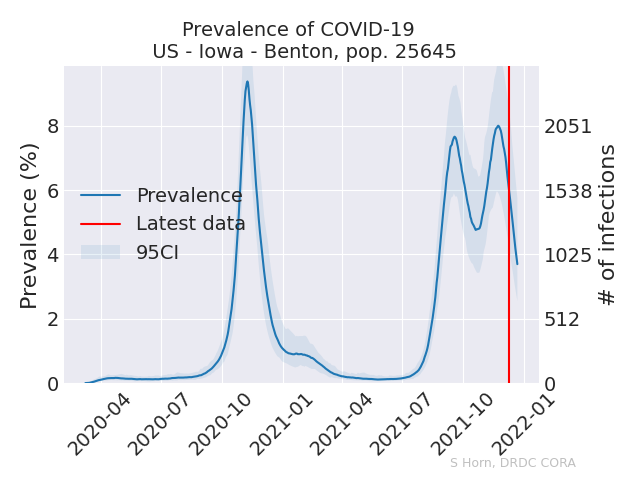 Prevalence of COVID-19
US - Iowa - Benton, pop. 25645
Prevalence (%)
8
6
4
2
0
Prevalence
Latest data
95CI
2051
1538
1025
512
0
# of infections
2020-04
2020-07
2020-10
2021-01
2021-04
2021-07
2021-10
2022-01
S Horn, DRDC CORA